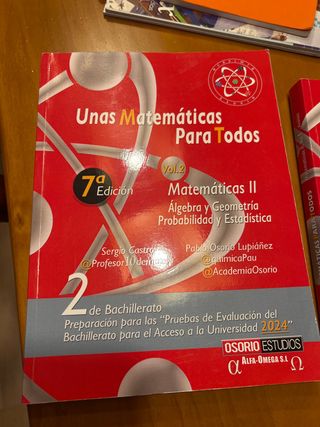 Unas Matemáticas
Para Todos
7ª
Edición
Vol.2
Matemáticas II
Álgebra y Geometría
Probabilidad y Estadística
Sergio Castro
@Profesor10demates
Pablo Osorio Lupiáñez
@quimicaPau
@AcademiaOsorio
2 de Bachillerato
Preparación para las "Pruebas de Evaluación del
Bachillerato para el Acceso a la Universidad 2024"
OSORIO ESTUDIOS
α ALFA-OMEGA S.L Ω